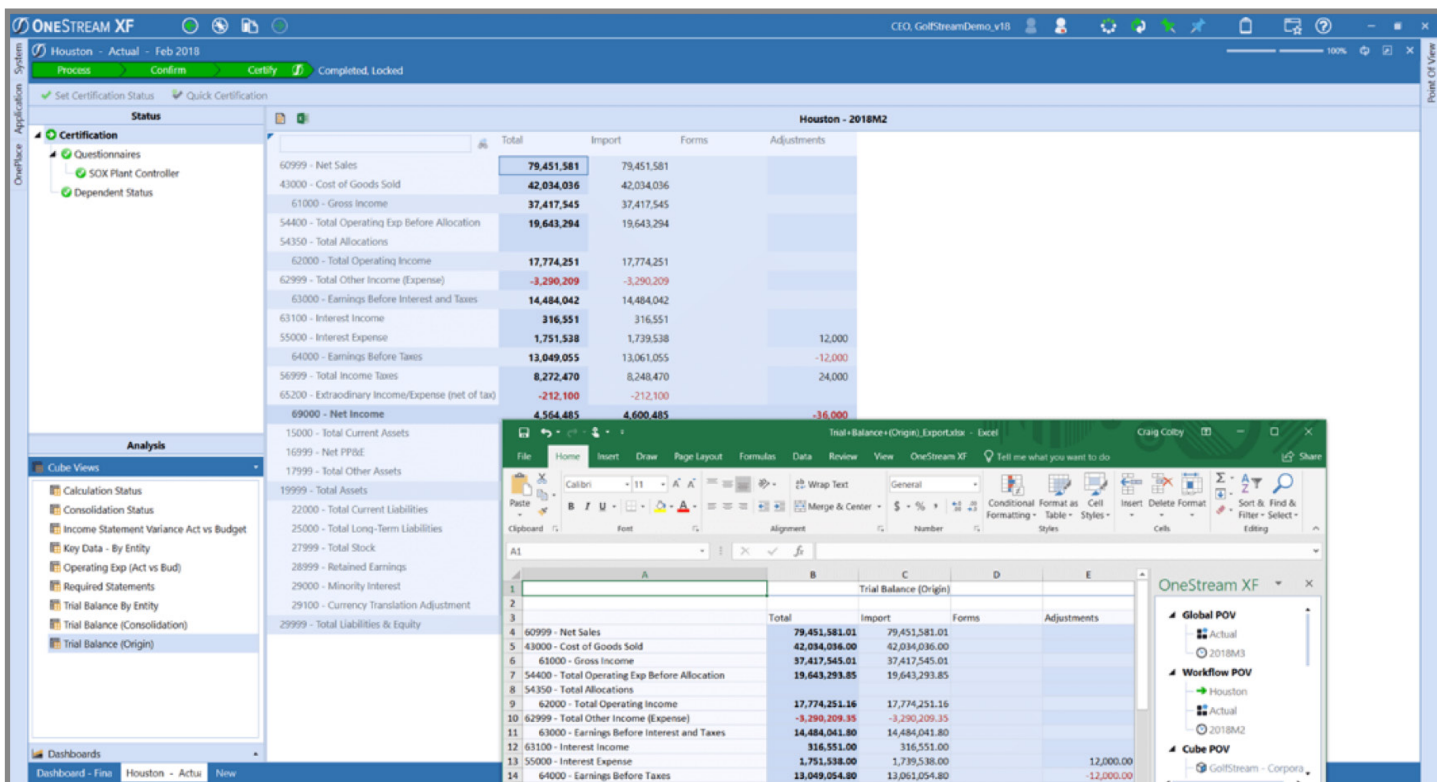 ONESTREAM XF CEO, GolfStreamDemo_v18
Houston - Actual - Feb 2018 100%
Process Confirm Certify Completed, Locked
Set Certification Status Quick Certification
System
Application
OnePlace
Point Of View
Status
Certification
Questionnaires
SOX Plant Controller
Dependent Status
Analysis
Cube Views
Calculation Status
Consolidation Status
Income Statement Variance Act vs Budget
Key Data - By Entity
Operating Exp (Act vs Bud)
Required Statements
Trial Balance By Entity
Trial Balance (Consolidation)
Trial Balance (Origin)
Dashboards
Dashboard - Fina Houston - Actua New
Houston - 2018M2
Total Import Forms Adjustments
60999 - Net Sales 79,451,581 79,451,581
43000 - Cost of Goods Sold 42,034,036 42,034,036
61000 - Gross Income 37,417,545 37,417,545
54400 - Total Operating Exp Before Allocation 19,643,294 19,643,294
54350 - Total Allocations
62000 - Total Operating Income 17,774,251 17,774,251
62999 - Total Other Income (Expense) -3,290,209 -3,290,209
63000 - Earnings Before Interest and Taxes 14,484,042 14,484,042
63100 - Interest Income 316,551 316,551
55000 - Interest Expense 1,751,538 1,739,538 12,000
64000 - Earnings Before Taxes 13,049,055 13,061,055 -12,000
56999 - Total Income Taxes 8,272,470 8,248,470 24,000
65200 - Extraodinary Income/Expense (net of tax) -212,100 -212,100
69000 - Net Income 4,564,485 4,600,485 -36,000
15000 - Total Current Assets
16999 - Net PP&E
17999 - Total Other Assets
19999 - Total Assets
22000 - Total Current Liabilities
25000 - Total Long-Term Liabilities
27999 - Total Stock
28999 - Retained Earnings
29000 - Minority Interest
29100 - Currency Translation Adjustment
29999 - Total Liabilities & Equity
Trial+Balance+(Origin)_Export.xlsx - Excel Craig Colby
File Home Insert Draw Page Layout Formulas Data Review View OneStream XF Tell me what you want to do Share
Calibri 11 A A Wrap Text General
Paste B I U A Merge & Center $ % , Conditional Formatting Format as Table Cell Styles Insert Delete Format Sort & Filter Find & Select
Clipboard Font Alignment Number Styles Cells Editing
A1 fx
A B C D E
1 Trial Balance (Origin)
2
3 Total Import Forms Adjustments
4 60999 - Net Sales 79,451,581.01 79,451,581.01
5 43000 - Cost of Goods Sold 42,034,036.00 42,034,036.00
6 61000 - Gross Income 37,417,545.01 37,417,545.01
7 54400 - Total Operating Exp Before Allocation 19,643,293.85 19,643,293.85
8 54350 - Total Allocations
9 62000 - Total Operating Income 17,774,251.16 17,774,251.16
10 62999 - Total Other Income (Expense) -3,290,209.35 -3,290,209.35
11 63000 - Earnings Before Interest and Taxes 14,484,041.80 14,484,041.80
12 63100 - Interest Income 316,551.00 316,551.00
13 55000 - Interest Expense 1,751,538.00 1,739,538.00 12,000.00
14 64000 - Earnings Before Taxes 13,049,054.80 13,061,054.80 -12,000.00
OneStream XF
Global POV
Actual
2018M3
Workflow POV
Houston
Actual
2018M2
Cube POV
GolfStream - Corpora